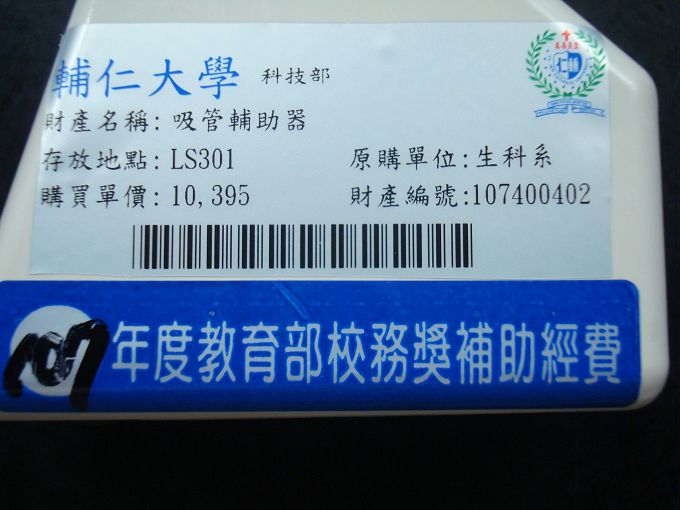 輔仁大學 科技部
財產名稱: 吸管輔助器
存放地點: LS301 原購單位: 生科系
購買單價: 10,395 財產編號:107400402
107年度教育部校務獎補助經費